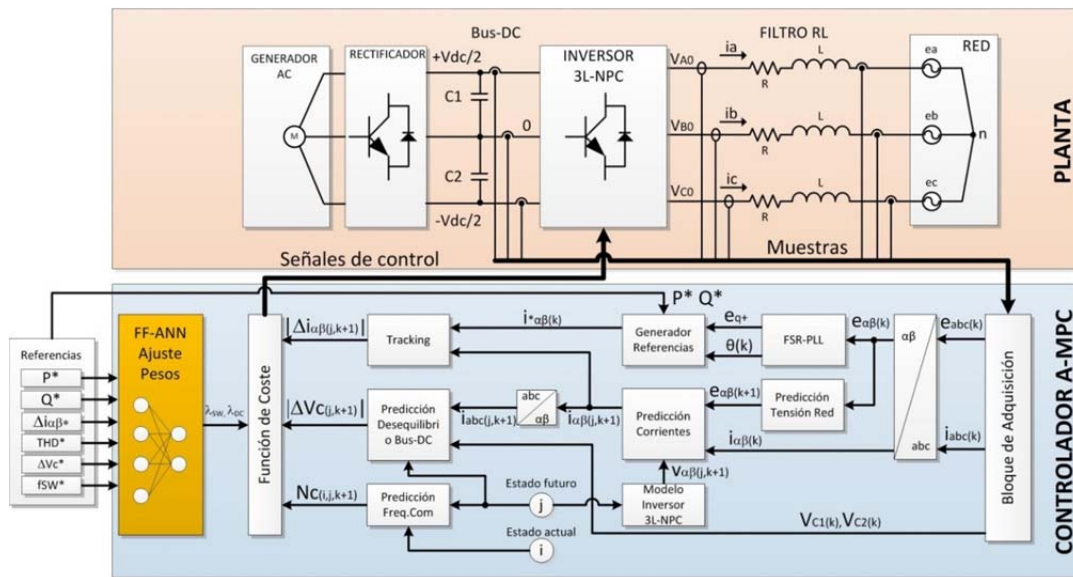 Bus-DC
FILTRO RL
GENERADOR
AC
RECTIFICADOR
+Vdc/2
INVERSOR
3L-NPC
VA0
ia
L
R
RED
ea
C1
M
0
VB0
ib
L
R
eb
n
C2
VC0
ic
L
R
ec
-Vdc/2
PLANTA
Señales de control
Muestras
Referencias
P*
Q*
Δiαβ*
THD*
ΔVc*
fSW*
FF-ANN
Ajuste
Pesos
λSW, λDC
Función de Coste
|Δiαβ(j,k+1)|
Tracking
i*αβ(k)
P* Q*
Generador
Referencias
eq+
θ(k)
FSR-PLL
eαβ(k)
αβ
abc
eabc(k)
|ΔVc(j,k+1)|
Predicción
Desequilibri
o Bus-DC
iabc(j,k+1)
abc
αβ
iαβ(j,k+1)
Predicción
Corrientes
eαβ(k+1)
Predicción
Tensión Red
iαβ(k)
iabc(k)
Bloque de Adquisición
vαβ(j,k+1)
Nc(i,j,k+1)
Predicción
Freq.Com
Estado futuro
j
Estado actual
i
Modelo
Inversor
3L-NPC
VC1(k),VC2(k)
CONTROLADOR A-MPC